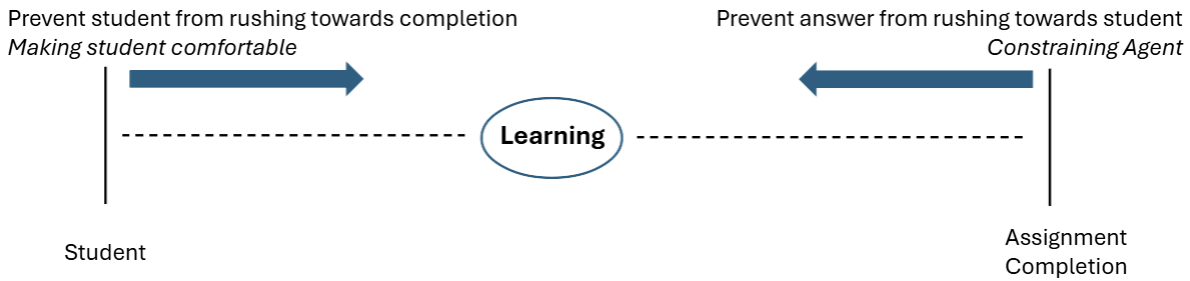 Prevent student from rushing towards completion
Making student comfortable
Prevent answer from rushing towards student
Constraining Agent
Learning
Student
Assignment
Completion